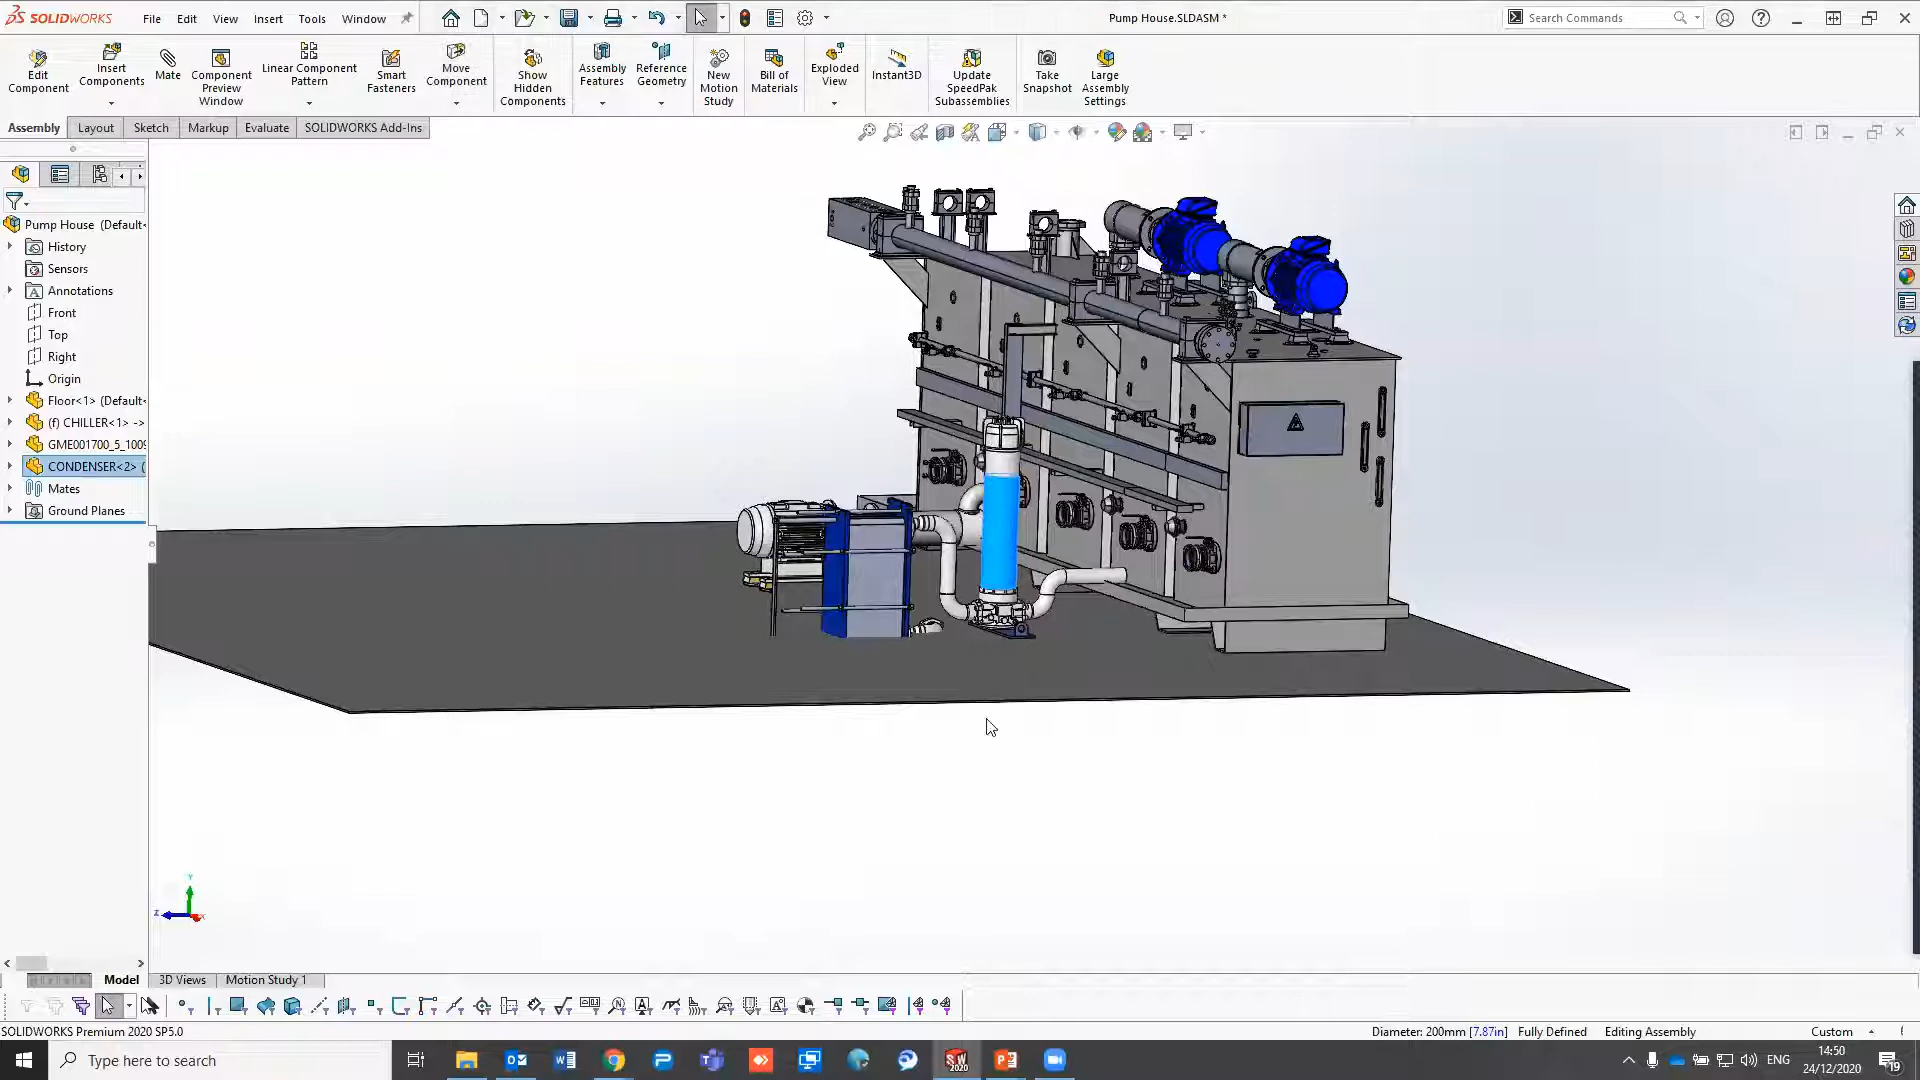 SOLIDWORKS File Edit View Insert Tools Window Pump House.SLDASM * Search Commands
Edit Component
Insert Components
Mate
Component Preview Window
Linear Component Pattern
Smart Fasteners
Move Component
Show Hidden Components
Assembly Features
Reference Geometry
New Motion Study
Bill of Materials
Exploded View
Instant3D
Update SpeedPak Subassemblies
Take Snapshot
Large Assembly Settings
Assembly Layout Sketch Markup Evaluate SOLIDWORKS Add-Ins
Pump House (Default<
History
Sensors
Annotations
Front
Top
Right
Origin
Floor<1> (Default<
(f) CHILLER<1> ->
GME001700_5_1009
CONDENSER<2> (
Mates
Ground Planes
Y
Z
X
Model 3D Views Motion Study 1
SOLIDWORKS Premium 2020 SP5.0 Diameter: 200mm [7.87in] Fully Defined Editing Assembly Custom
Type here to search
SW 2020
ENG
14:50
24/12/2020
19